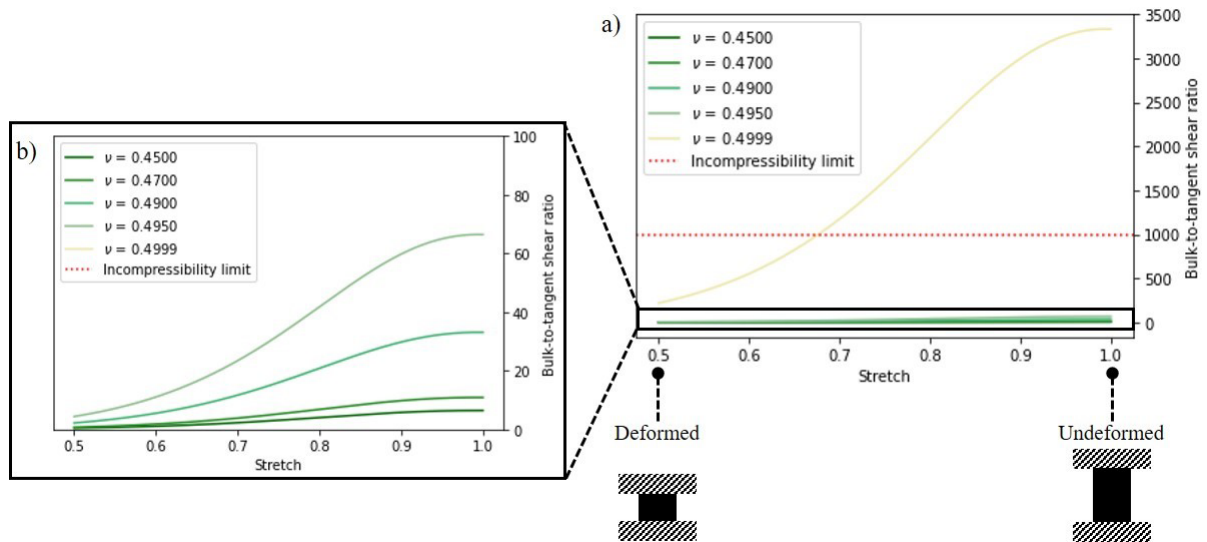 a)
ν = 0.4500
ν = 0.4700
ν = 0.4900
ν = 0.4950
ν = 0.4999
Incompressibility limit
3500
3000
2500
2000
1500
1000
500
0
Bulk-to-tangent shear ratio
0.5 0.6 0.7 0.8 0.9 1.0
Stretch
Deformed
Undeformed
b)
ν = 0.4500
ν = 0.4700
ν = 0.4900
ν = 0.4950
ν = 0.4999
Incompressibility limit
100
80
60
40
20
0
Bulk-to-tangent shear ratio
0.5 0.6 0.7 0.8 0.9 1.0
Stretch